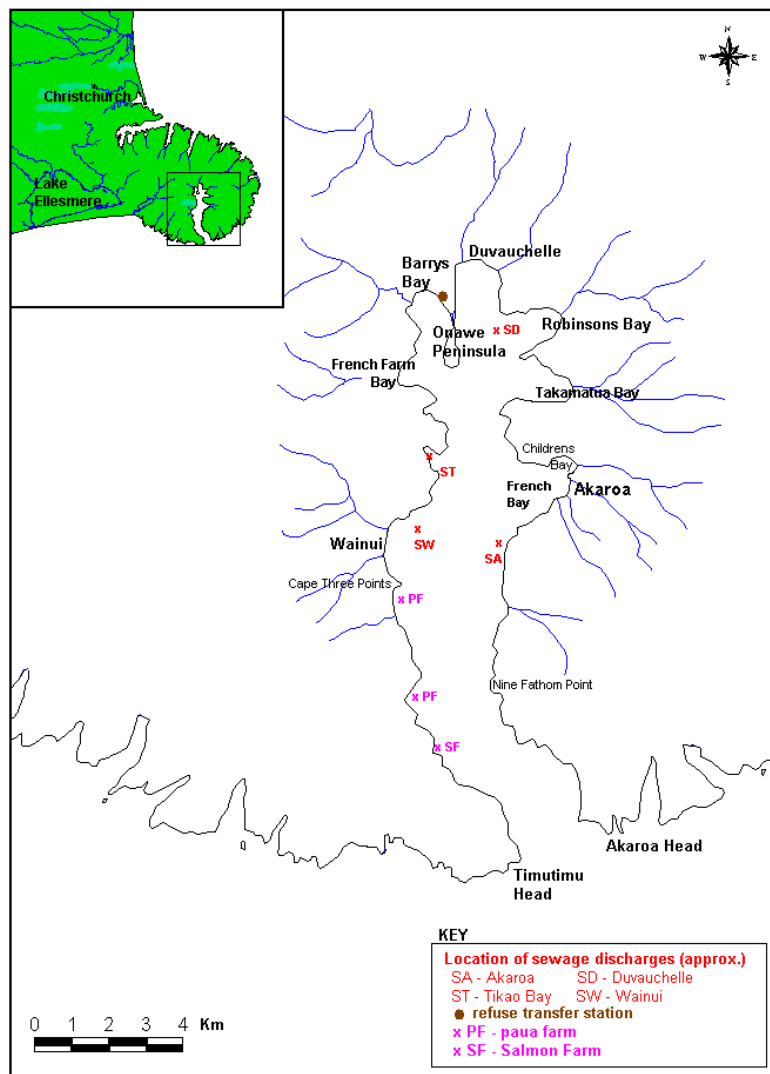 N
W E
S
Christchurch
Lake
Ellesmere
Duvauchelle
Barrys
Bay
SD
Robinsons Bay
Onawe
Peninsula
French Farm
Bay
Takamatua Bay
Childrens
Bay
ST
French
Bay
Akaroa
Wainui
SW
SA
Cape Three Points
x PF
Nine Fathom Point
x PF
x SF
Akaroa Head
Timutimu
Head
KEY
Location of sewage discharges (approx.)
SA - Akaroa SD - Duvauchelle
ST - Tikao Bay SW - Wainui
refuse transfer station
x PF - paua farm
x SF - Salmon Farm
0 1 2 3 4 Km